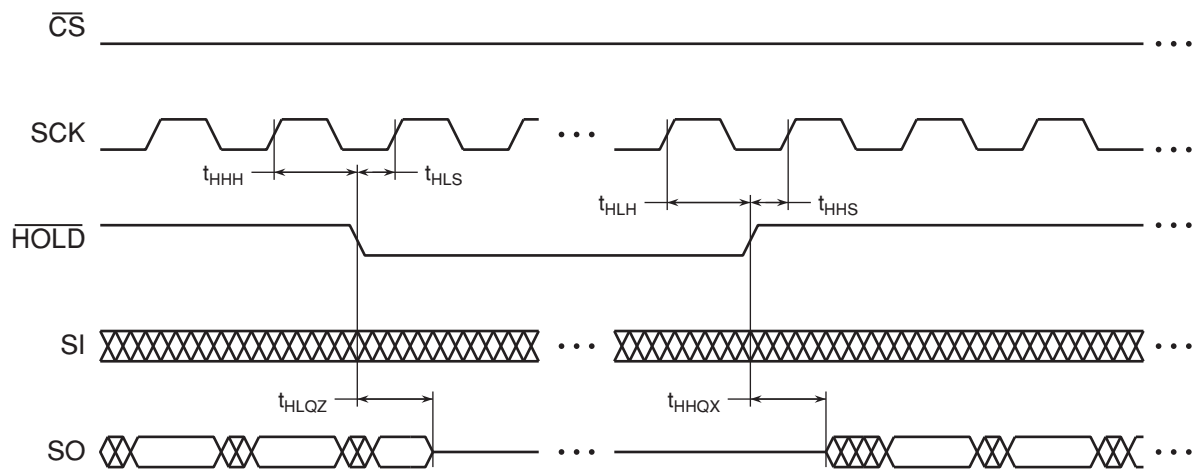 CS
• • •
SCK
• • •
• • •
tHHH
tHLS
tHLH
tHHS
HOLD
• • •
SI
• • •
• • •
tHLQZ
tHHQX
SO
• • •
• • •